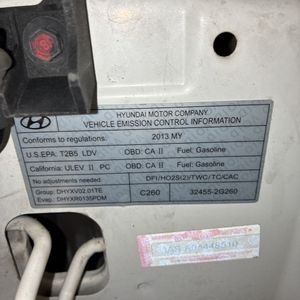 HYUNDAI MOTOR COMPANY
VEHICLE EMISSION CONTROL INFORMATION
Conforms to regulations: 2013 MY
U.S.EPA: T2B5 LDV OBD: CA II Fuel: Gasoline
California: ULEV II PC OBD: CA II Fuel: Gasoline
No adjustments needed. DFI/HO2S(2)/TWC/TC/CAC
Group: DHYXV02.01TE C260 32455-2G260
Evap: DHYXR0135PDM